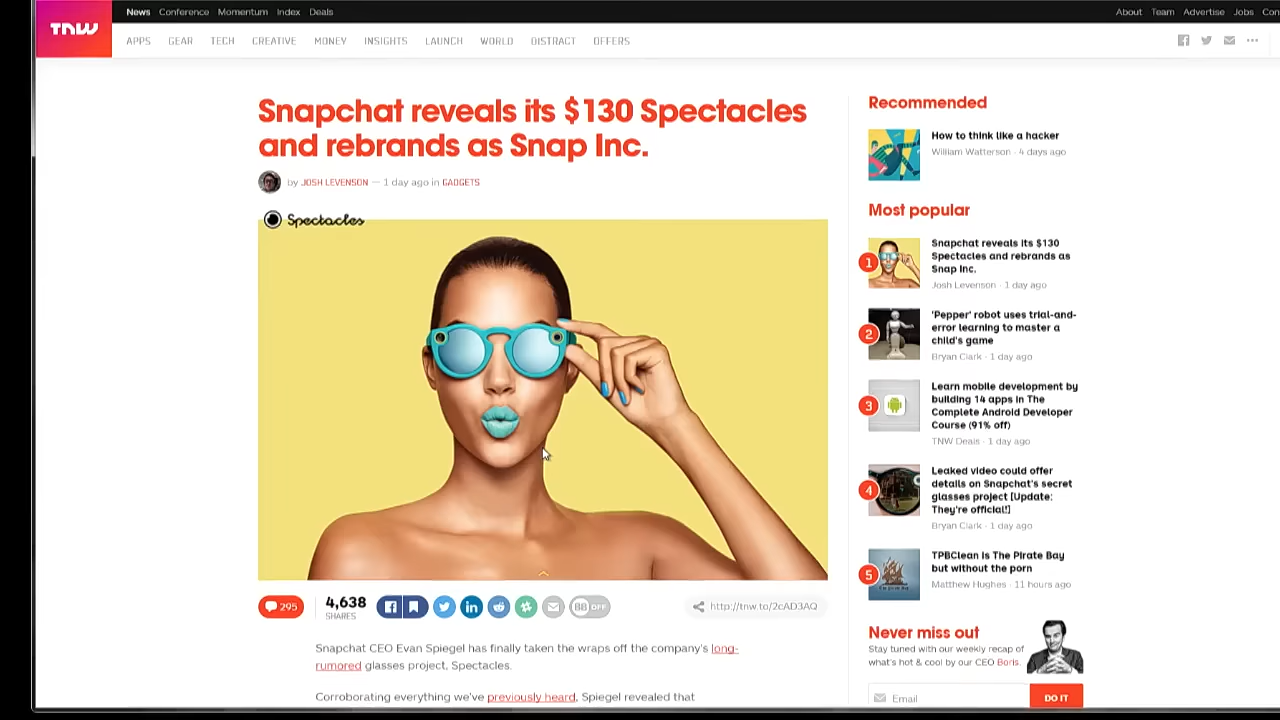 TNW
News Conference Momentum Index Deals
About Team Advertise Jobs
APPS GEAR TECH CREATIVE MONEY INSIGHTS LAUNCH WORLD DISTRACT OFFERS
Snapchat reveals its $130 Spectacles
and rebrands as Snap Inc.
by JOSH LEVENSON — 1 day ago in GADGETS
Spectacles
295
4,638
SHARES
BB OFF
http://tnw.to/2cAD3AQ
Snapchat CEO Evan Spiegel has finally taken the wraps off the company's long-
rumored glasses project, Spectacles.
Corroborating everything we've previously heard, Spiegel revealed that
Recommended
How to think like a hacker
William Watterson · 4 days ago
Most popular
1
Snapchat reveals its $130
Spectacles and rebrands as
Snap Inc.
Josh Levenson · 1 day ago
2
'Pepper' robot uses trial-and-
error learning to master a
child's game
Bryan Clark · 1 day ago
3
Learn mobile development by
building 14 apps in The
Complete Android Developer
Course (91% off)
TNW Deals · 1 day ago
4
Leaked video could offer
details on Snapchat's secret
glasses project [Update:
They're official!]
Bryan Clark · 1 day ago
5
TPBClean is The Pirate Bay
but without the porn
Matthew Hughes · 11 hours ago
Never miss out
Stay tuned with our weekly recap of
what's hot & cool by our CEO Boris.
Email
DO IT